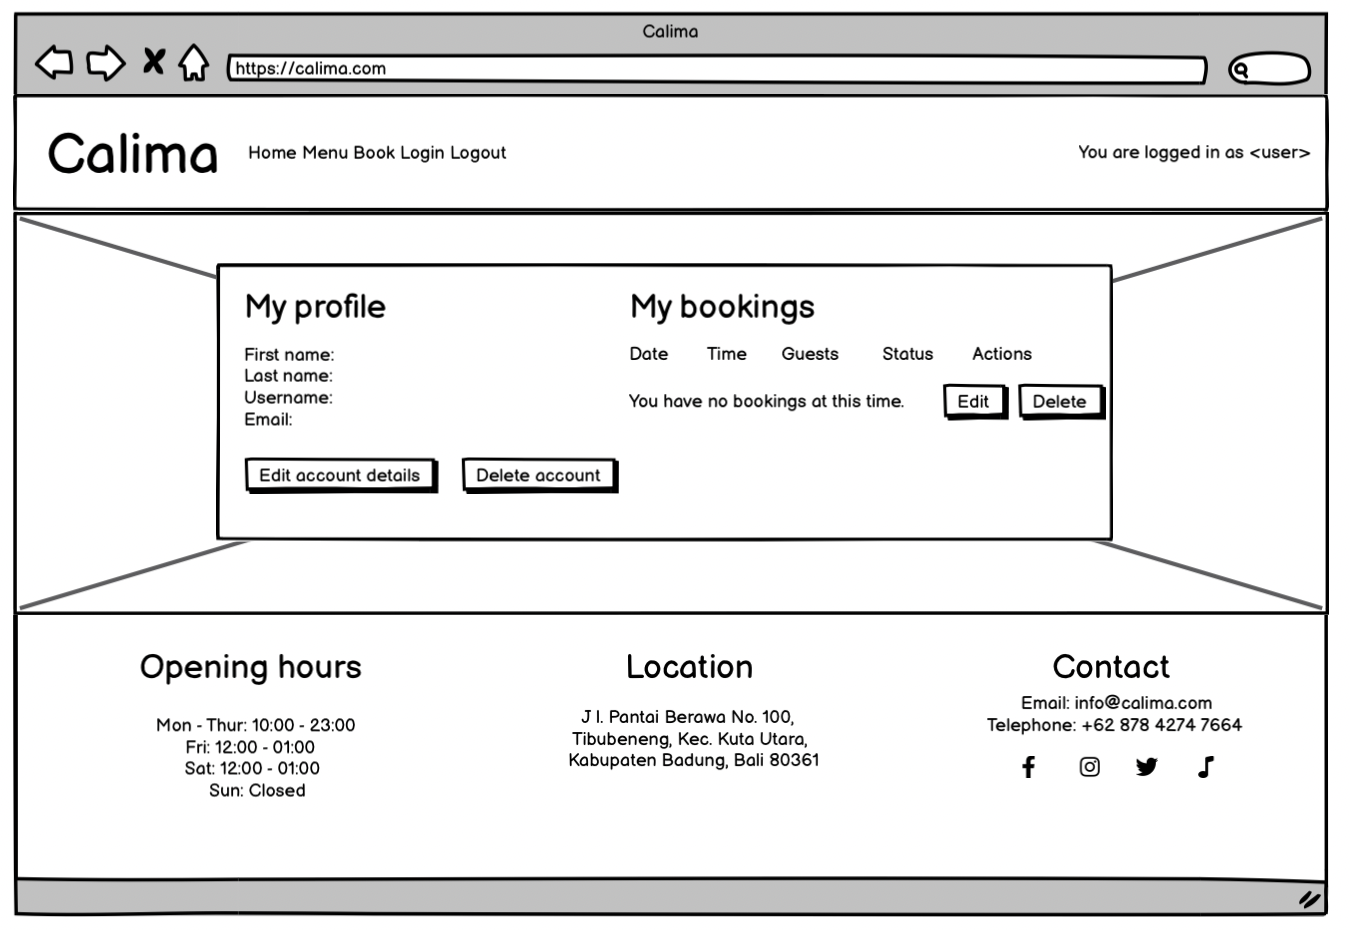 Calima
https://calima.com
Calima
Home Menu Book Login Logout
You are logged in as <user>
My profile
First name:
Last name:
Username:
Email:
Edit account details
Delete account
My bookings
Date Time Guests Status Actions
You have no bookings at this time.
Edit
Delete
Opening hours
Mon - Thur: 10:00 - 23:00
Fri: 12:00 - 01:00
Sat: 12:00 - 01:00
Sun: Closed
Location
J l. Pantai Berawa No. 100,
Tibubeneng, Kec. Kuta Utara,
Kabupaten Badung, Bali 80361
Contact
Email: info@calima.com
Telephone: +62 878 4274 7664